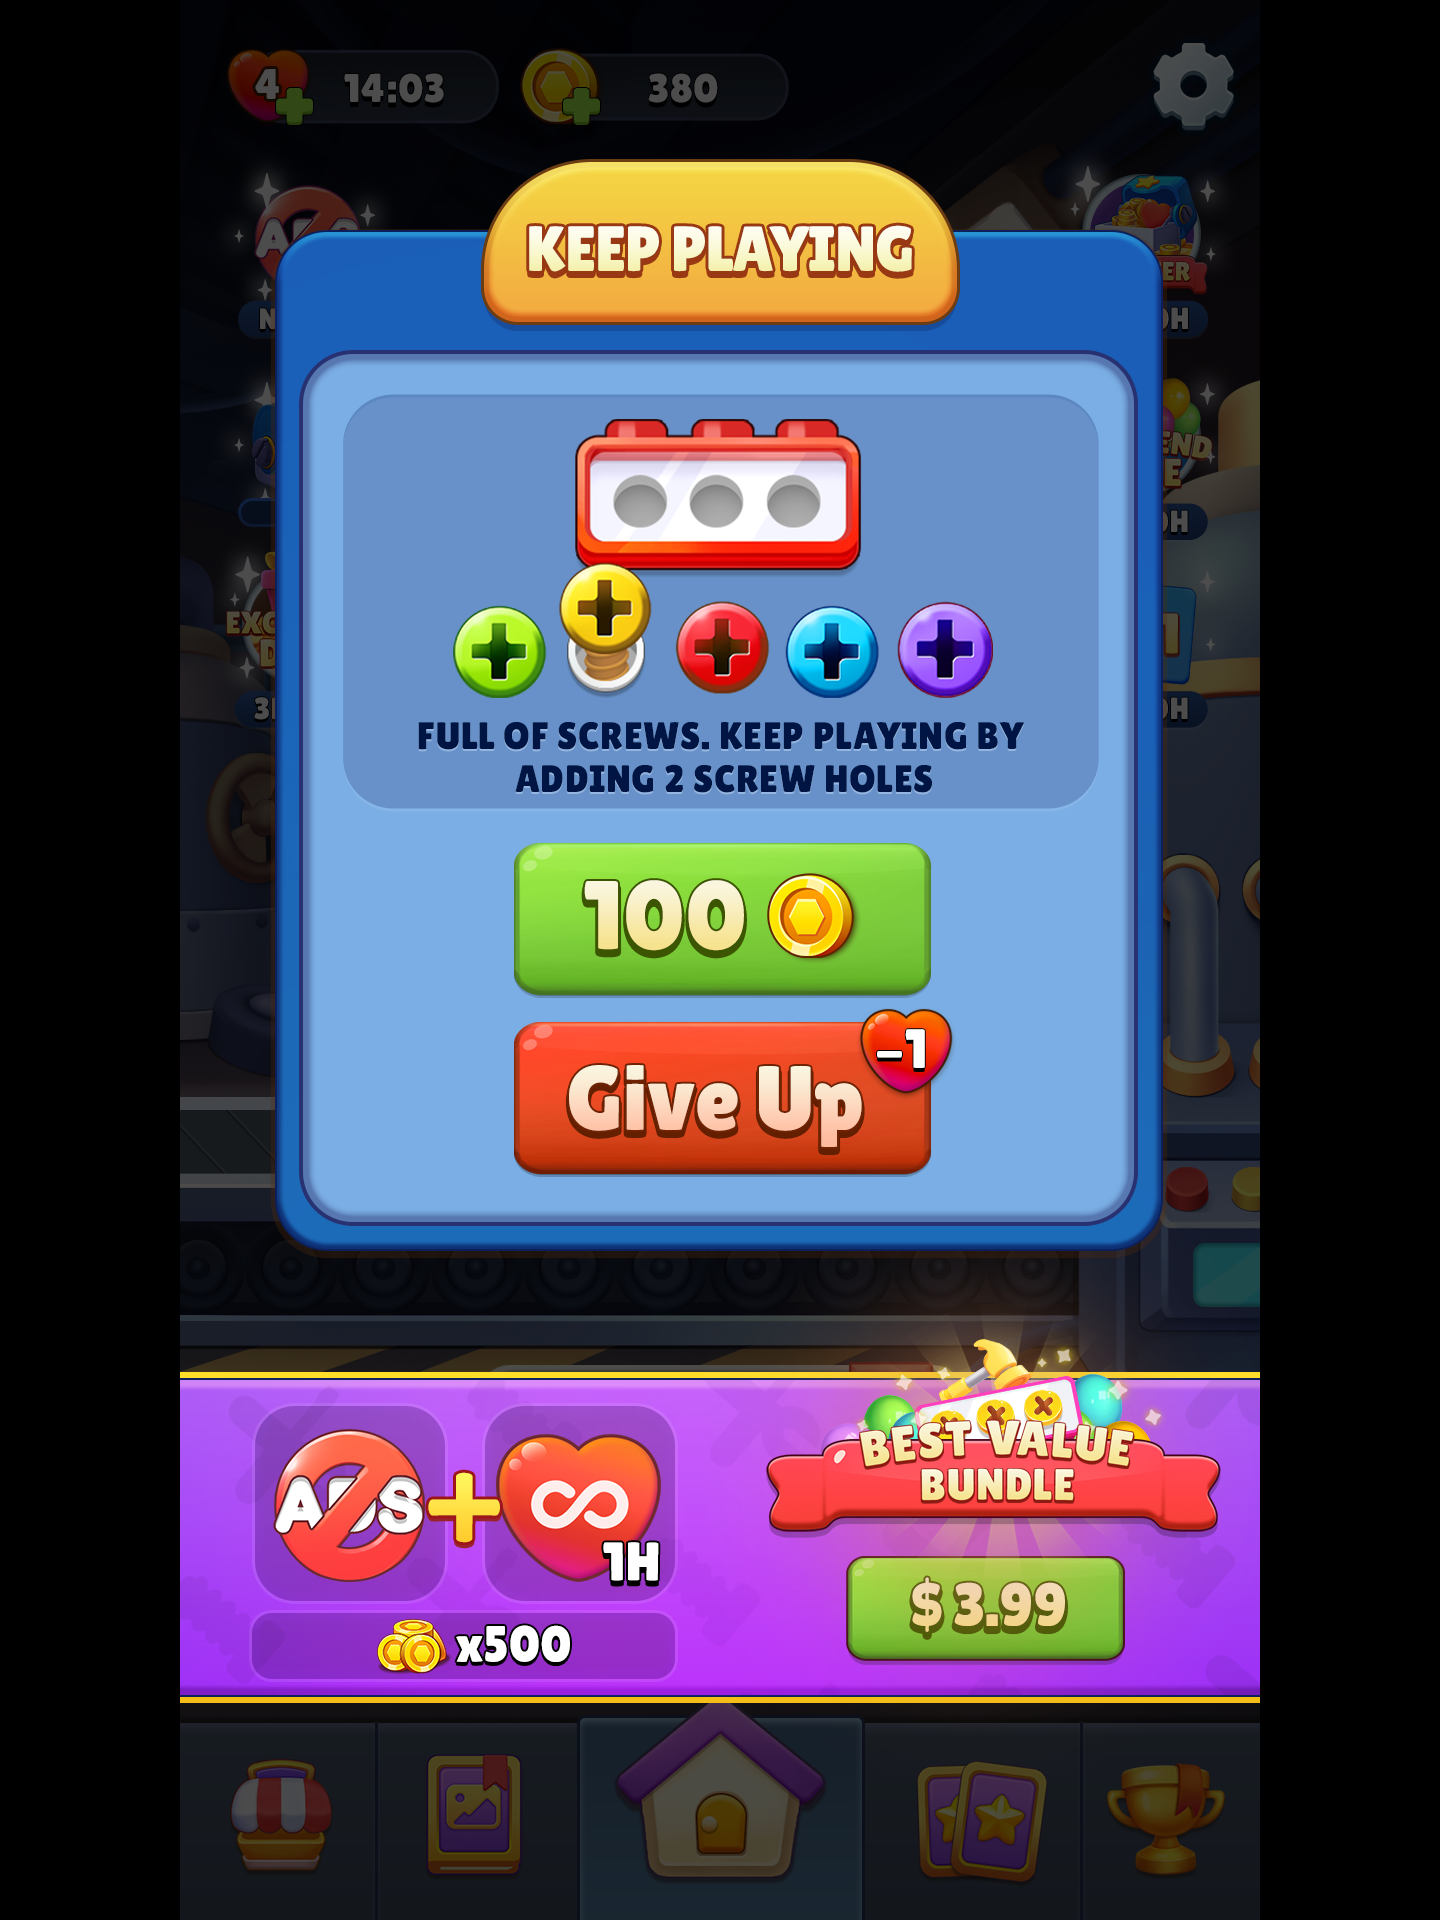 4
14:03
380
KEEP PLAYING
FULL OF SCREWS. KEEP PLAYING BY
ADDING 2 SCREW HOLES
100
-1
Give Up
BEST VALUE
BUNDLE
ADS
1H
$ 3.99
x500